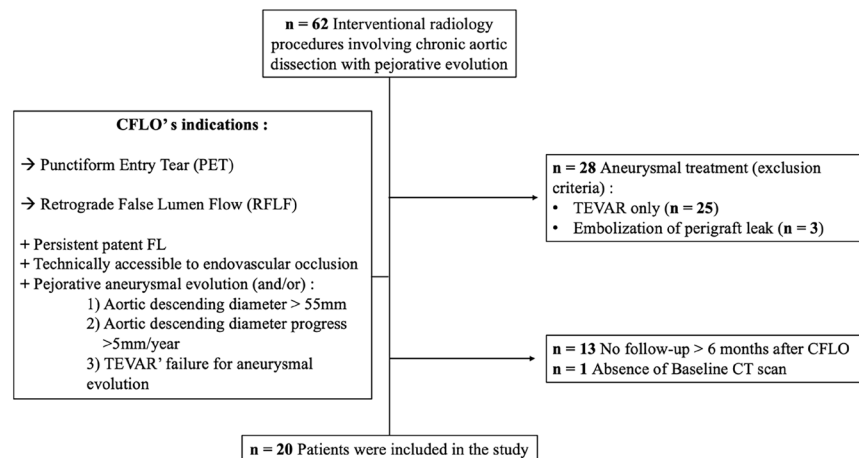 n = 62 Interventional radiology
procedures involving chronic aortic
dissection with pejorative evolution
CFLO’s indications :
→ Punctiform Entry Tear (PET)
→ Retrograde False Lumen Flow (RFLF)
+ Persistent patent FL
+ Technically accessible to endovascular occlusion
+ Pejorative aneurysmal evolution (and/or) :
1) Aortic descending diameter > 55mm
2) Aortic descending diameter progress
>5mm/year
3) TEVAR’ failure for aneurysmal
evolution
n = 28 Aneurysmal treatment (exclusion
criteria) :
• TEVAR only (n = 25)
• Embolization of perigraft leak (n = 3)
n = 13 No follow-up > 6 months after CFLO
n = 1 Absence of Baseline CT scan
n = 20 Patients were included in the study